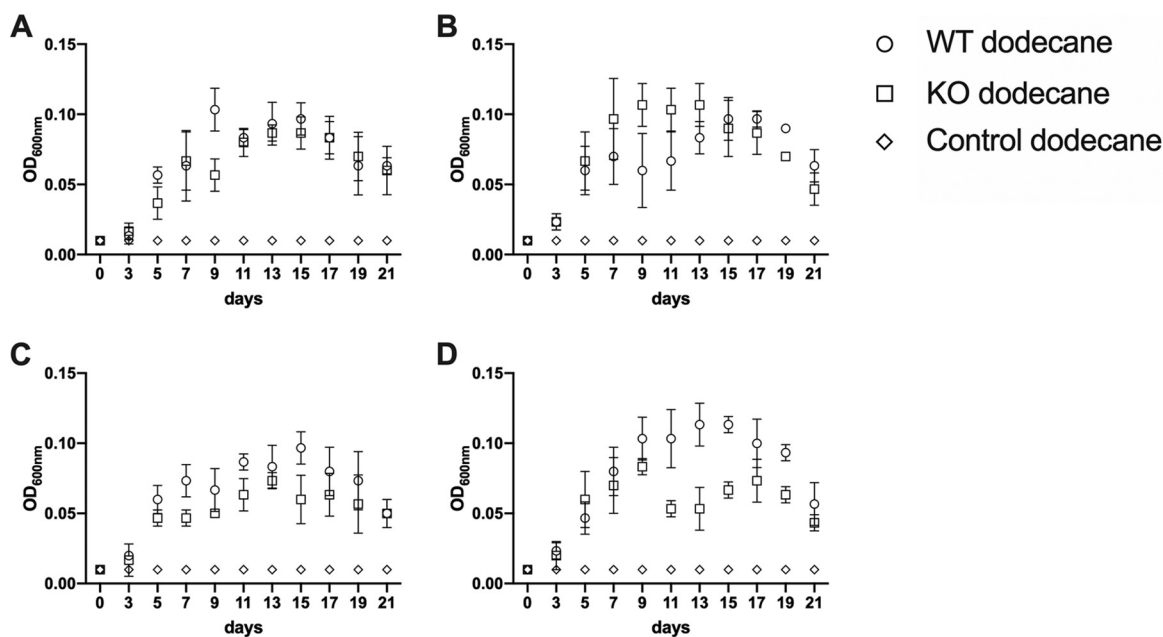 A
B
OD600nm
0.15
0.10
0.05
0.00
0 3 5 7 9 11 13 15 17 19 21
days
OD600nm
0.15
0.10
0.05
0.00
0 3 5 7 9 11 13 15 17 19 21
days
WT dodecane
KO dodecane
Control dodecane
C
D
OD600nm
0.15
0.10
0.05
0.00
0 3 5 7 9 11 13 15 17 19 21
days
OD600nm
0.15
0.10
0.05
0.00
0 3 5 7 9 11 13 15 17 19 21
days